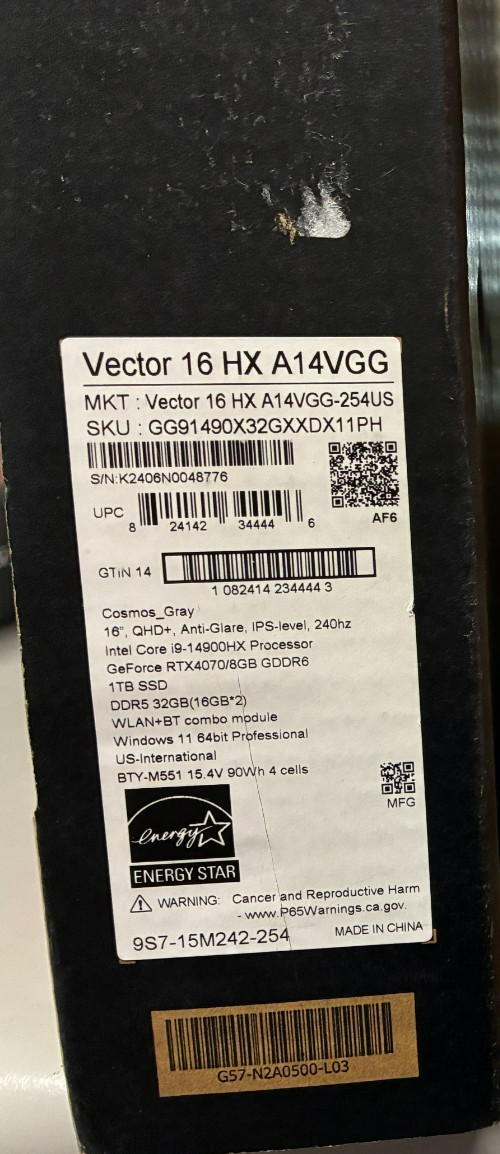 Vector 16 HX A14VGG
MKT : Vector 16 HX A14VGG-254US
SKU : GG91490X32GXXDX11PH
S/N:K2406N0048776
AF6
UPC
8 24142 34444 6
GTiN 14
1 082414 234444 3
Cosmos_Gray
16", QHD+, Anti-Glare, IPS-level, 240hz
Intel Core i9-14900HX Processor
GeForce RTX4070/8GB GDDR6
1TB SSD
DDR5 32GB(16GB*2)
WLAN+BT combo module
Windows 11 64bit Professional
US-International
BTY-M551 15.4V 90Wh 4 cells
MFG
energy
ENERGY STAR
WARNING: Cancer and Reproductive Harm
- www.P65Warnings.ca.gov.
9S7-15M242-254
MADE IN CHINA
G57-N2A0500-L03